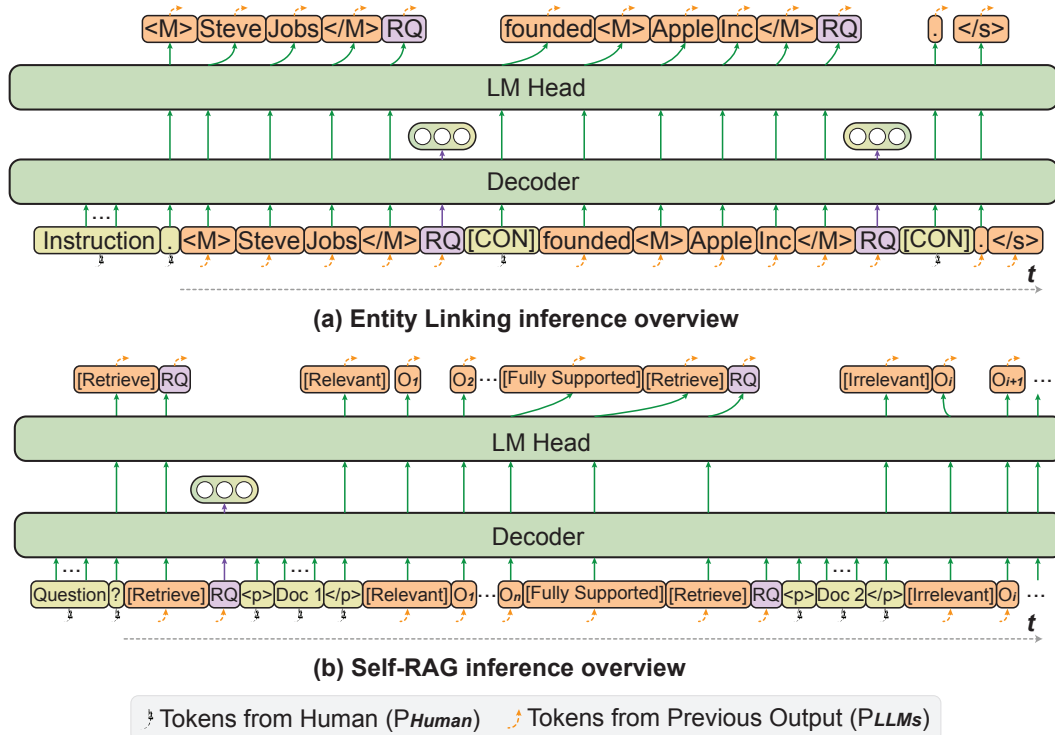 <M> Steve Jobs </M> RQ founded <M> Apple Inc </M> RQ . </s>
LM Head
Decoder
...
Instruction . <M> Steve Jobs </M> RQ [CON] founded <M> Apple Inc </M> RQ [CON] . </s>
t
(a) Entity Linking inference overview
[Retrieve] RQ [Relevant] O1 O2 ... [Fully Supported] [Retrieve] RQ [Irrelevant] Oi Oi+1 ...
LM Head
Decoder
... ... ...
Question ? [Retrieve] RQ <p> Doc 1 </p> [Relevant] O1 ... On [Fully Supported] [Retrieve] RQ <p> Doc 2 </p> [Irrelevant] Oi ...
t
(b) Self-RAG inference overview
Tokens from Human (PHuman) Tokens from Previous Output (PLLMs)